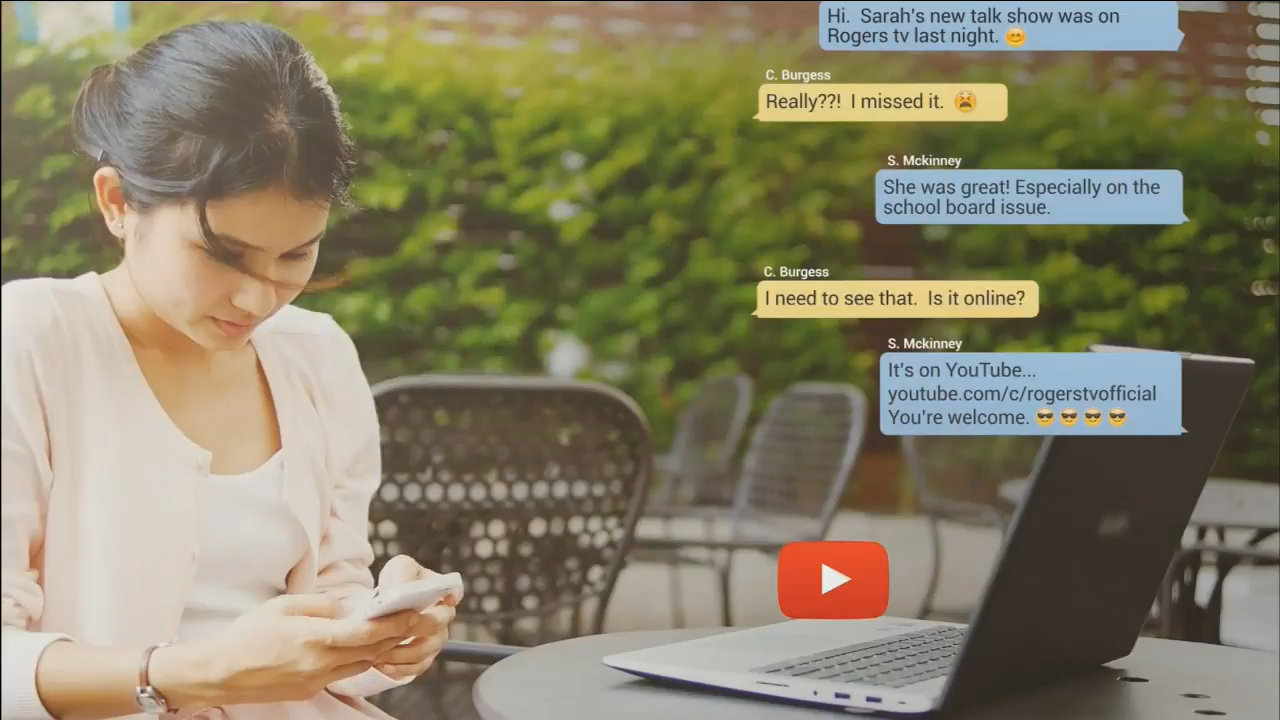 Hi.  Sarah's new talk show was on
Rogers tv last night. 😊
C. Burgess
Really??!  I missed it. 😫
S. Mckinney
She was great! Especially on the
school board issue.
C. Burgess
I need to see that.  Is it online?
S. Mckinney
It's on YouTube...
youtube.com/c/rogerstvofficial
You're welcome. 😎😎😎😎